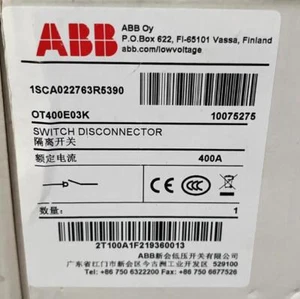 ABB
ABB Oy
P.O.Box 622, FI-65101 Vassa, Finland
abb.com/lowvoltage
1SCA022763R5390
OT400E03K 10075275
SWITCH DISCONNECTOR
隔离开关
额定电流 400A
CCC CE
数量: 1
2T100A1F219360013
ABB新会低压开关有限公司
广东省江门市新会区今古洲工业开发区 529100
Tel: +86 750 6322200 Fax +86 750 6677526